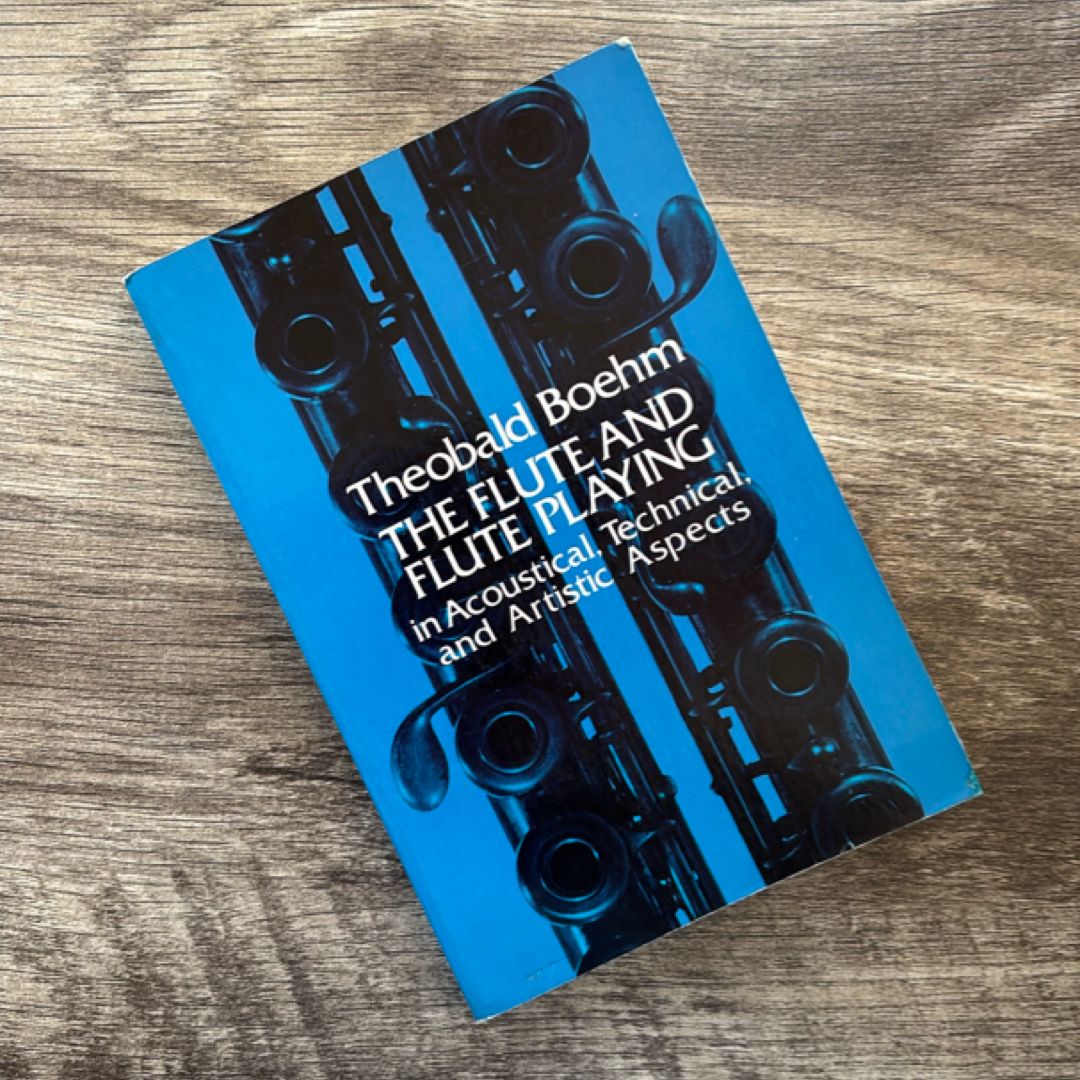 Theobald Boehm
THE FLUTE AND
FLUTE PLAYING
in Acoustical, Technical,
and Artistic Aspects